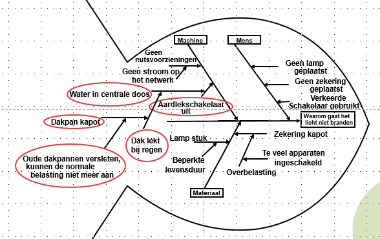 Machine
Mens
Geen
nutsvoorzieningen
Geen stroom op
het netwerk
Water in centrale doos
Aardlekschakelaar
uit
Dakpan kapot
Dak lekt
bij regen
Oude dakpannen versleten,
kunnen de normale
belasting niet meer aan
Geen lamp
geplaatst
Geen zekering
geplaatst
Verkeerde
Schakelaar gebruikt
Waarom gaat het
licht niet branden
Lamp stuk
Beperkte
levensduur
Zekering kapot
Te veel apparaten
ingeschakeld
Overbelasting
Materiaal